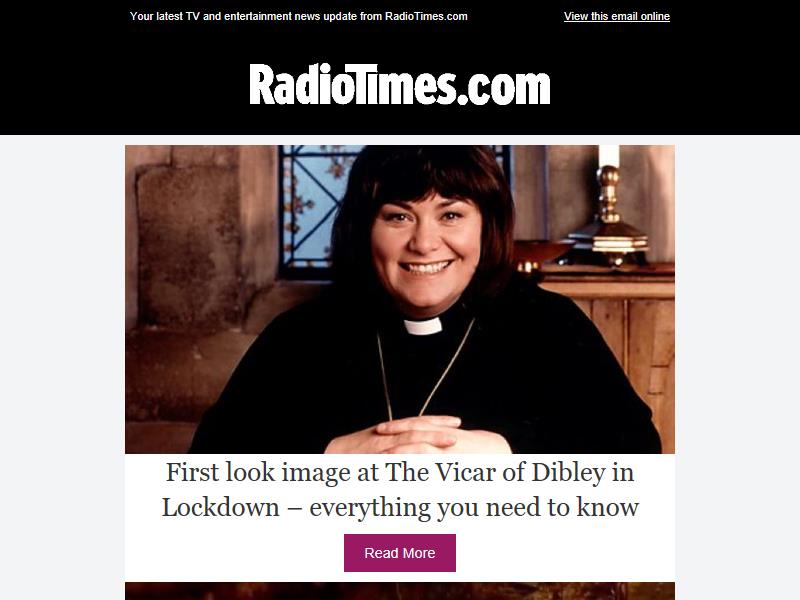 Your latest TV and entertainment news update from RadioTimes.com
View this email online
RadioTimes.com
First look image at The Vicar of Dibley in
Lockdown – everything you need to know
Read More